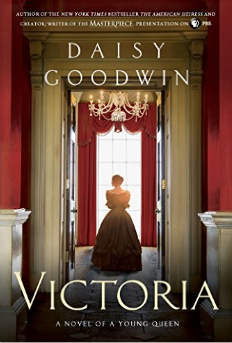 AUTHOR OF THE NEW YORK TIMES BESTSELLER THE AMERICAN HEIRESS AND
CREATOR/WRITER OF THE MASTERPIECE PRESENTATION ON PBS
DAISY
GOODWIN
VICTORIA
A NOVEL OF A YOUNG QUEEN